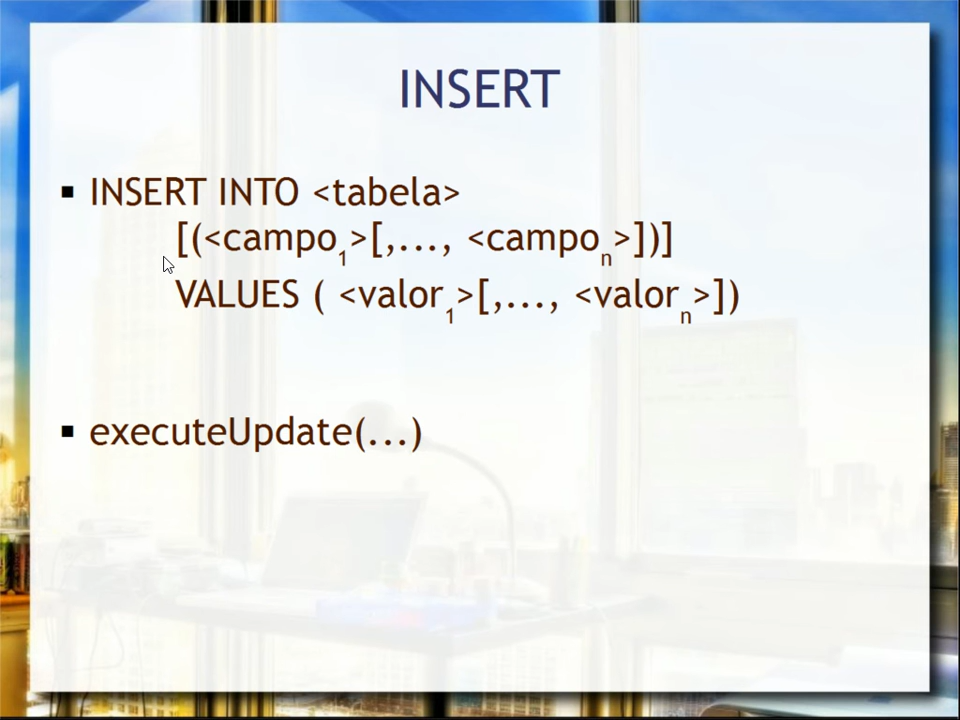 INSERT
▪ INSERT INTO <tabela>
[(<campo₁>[,..., <campoₙ>])]
VALUES ( <valor₁>[,..., <valorₙ>])
▪ executeUpdate(...)